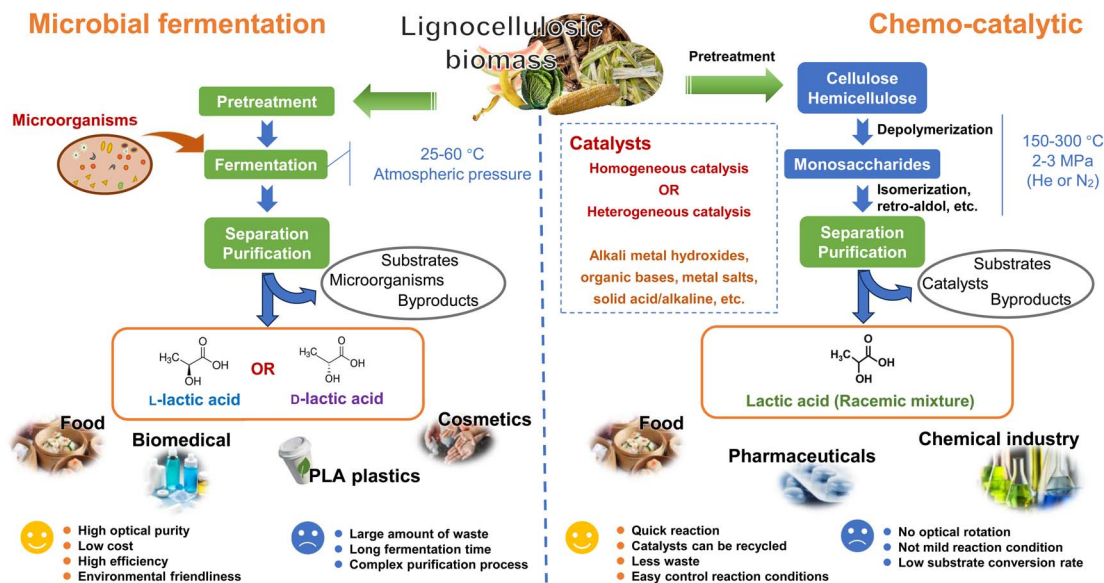 Microbial fermentation
Lignocellulosic
biomass
Chemo-catalytic
Pretreatment
Microorganisms
Fermentation
25-60 °C
Atmospheric pressure
Separation
Purification
Substrates
Microorganisms
Byproducts
H₃C
O
OH
OH
OR
H₃C
O
OH
OH
L-lactic acid
D-lactic acid
Food
Biomedical
PLA plastics
Cosmetics
High optical purity
Low cost
High efficiency
Environmental friendliness
Large amount of waste
Long fermentation time
Complex purification process
Pretreatment
Cellulose
Hemicellulose
Depolymerization
Monosaccharides
Isomerization,
retro-aldol, etc.
150-300 °C
2-3 MPa
(He or N₂)
Catalysts
Homogeneous catalysis
OR
Heterogeneous catalysis
Alkali metal hydroxides,
organic bases, metal salts,
solid acid/alkaline, etc.
Separation
Purification
Substrates
Catalysts
Byproducts
H₃C
O
OH
OH
Lactic acid (Racemic mixture)
Food
Pharmaceuticals
Chemical industry
Quick reaction
Catalysts can be recycled
Less waste
Easy control reaction conditions
No optical rotation
Not mild reaction condition
Low substrate conversion rate